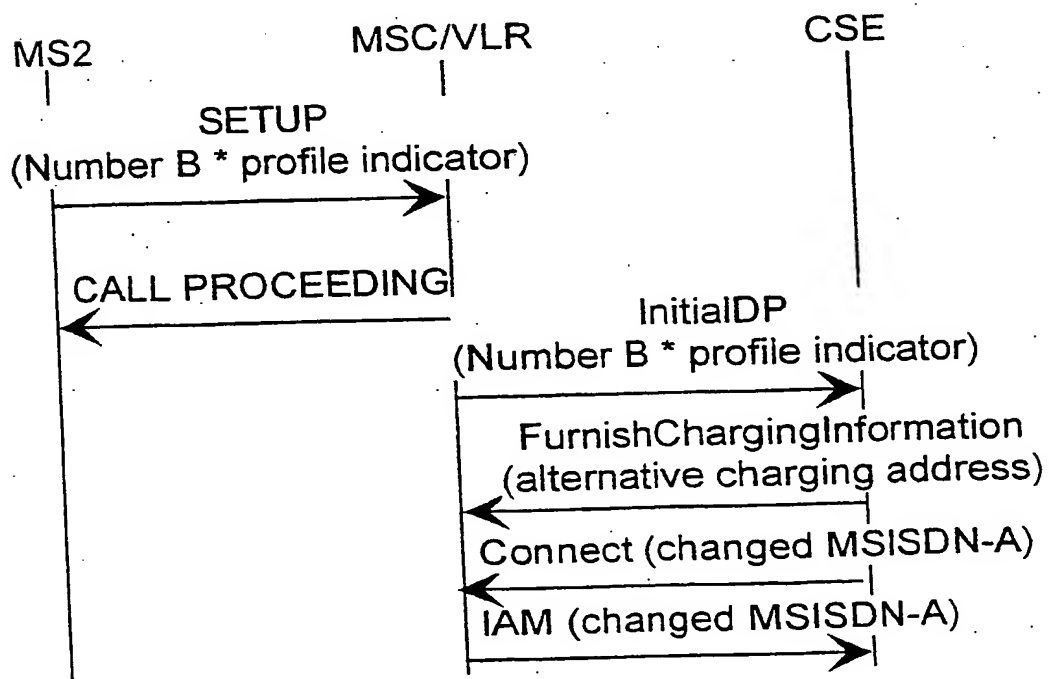 MS2
MSC/VLR
CSE
SETUP
(Number B * profile indicator)
CALL PROCEEDING
InitialDP
(Number B * profile indicator)
FurnishChargingInformation
(alternative charging address)
Connect (changed MSISDN-A)
IAM (changed MSISDN-A)